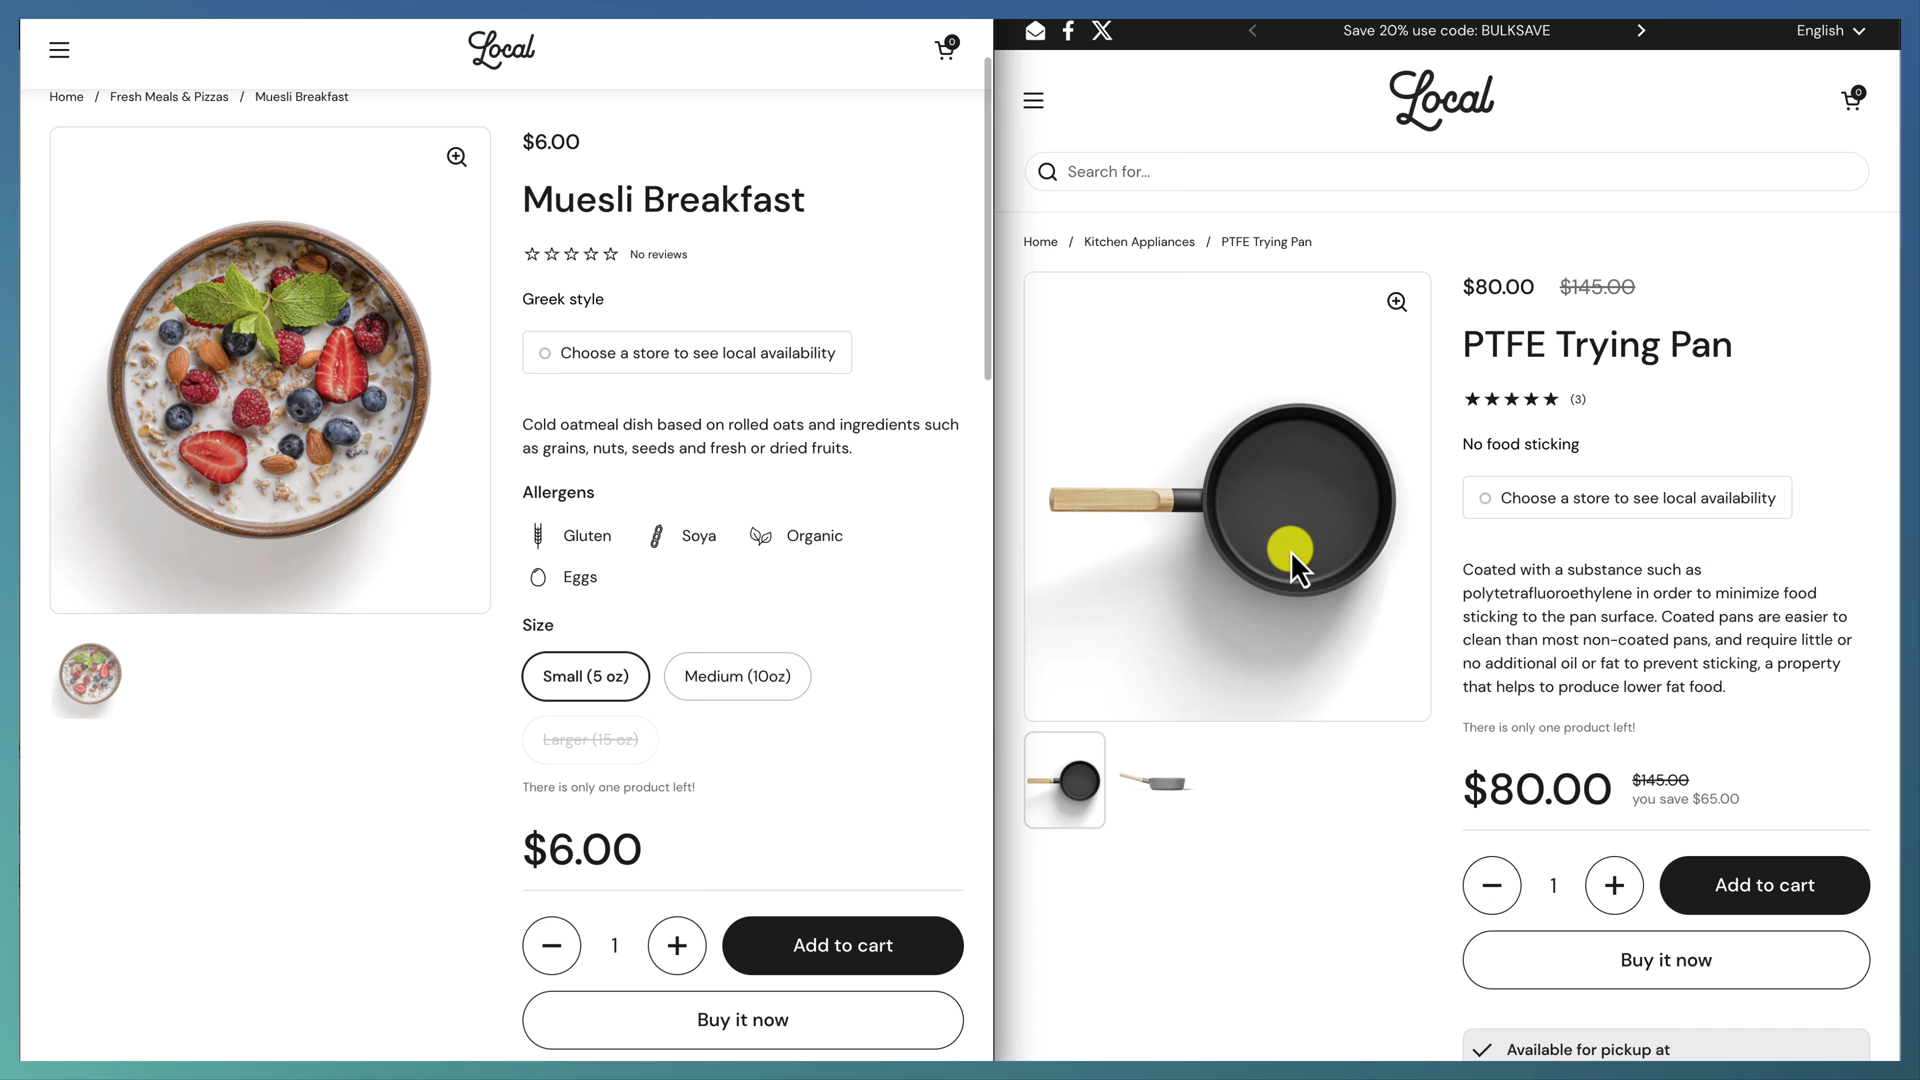 Local
0
Home / Fresh Meals & Pizzas / Muesli Breakfast
$6.00
Muesli Breakfast
No reviews
Greek style
Choose a store to see local availability
Cold oatmeal dish based on rolled oats and ingredients such
as grains, nuts, seeds and fresh or dried fruits.
Allergens
Gluten
Soya
Organic
Eggs
Size
Small (5 oz)
Medium (10oz)
Larger (15 oz)
There is only one product left!
$6.00
1
Add to cart
Buy it now
Save 20% use code: BULKSAVE
English
Local
0
Search for...
Home / Kitchen Appliances / PTFE Trying Pan
$80.00 $145.00
PTFE Trying Pan
(3)
No food sticking
Choose a store to see local availability
Coated with a substance such as
polytetrafluoroethylene in order to minimize food
sticking to the pan surface. Coated pans are easier to
clean than most non-coated pans, and require little or
no additional oil or fat to prevent sticking, a property
that helps to produce lower fat food.
There is only one product left!
$80.00
$145.00
you save $65.00
1
Add to cart
Buy it now
Available for pickup at